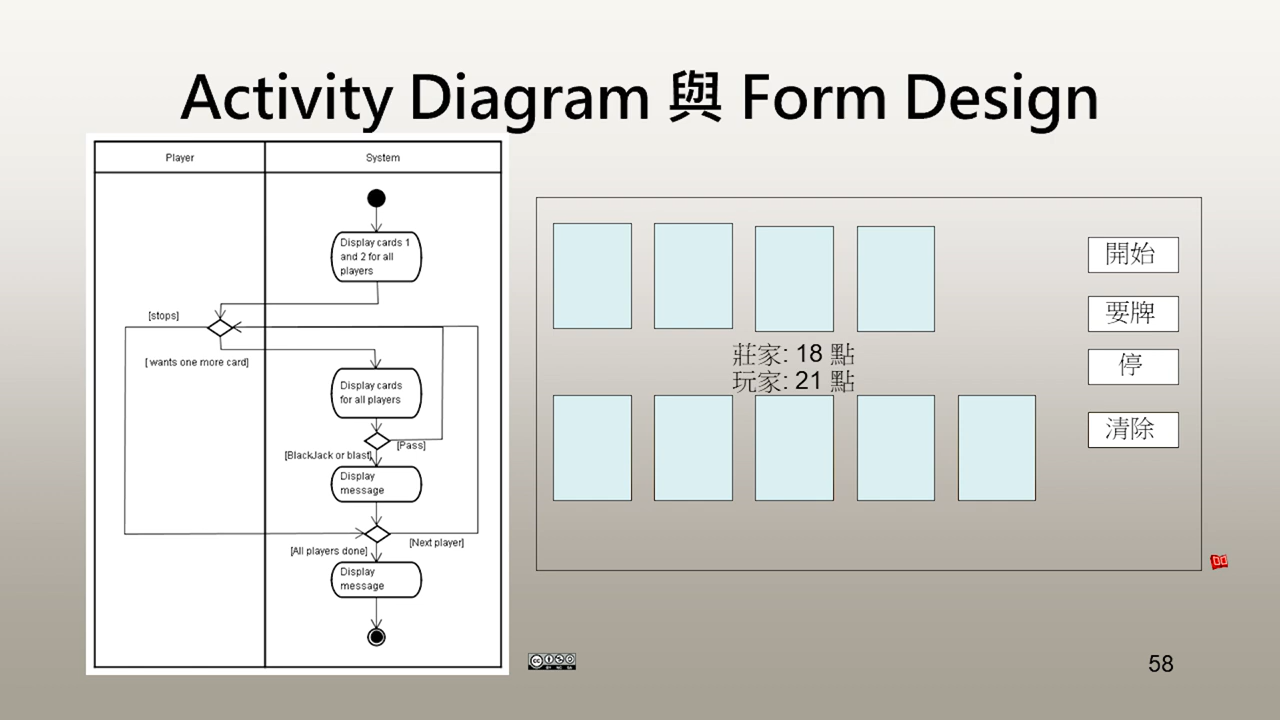 Activity Diagram 與 Form Design
Player
System
Display cards 1
and 2 for all
players
[stops]
[ wants one more card]
Display cards
for all players
[Pass]
[BlackJack or blast]
Display
message
[Next player]
[All players done]
Display
message
開始
要牌
停
清除
莊家: 18 點
玩家: 21 點
58